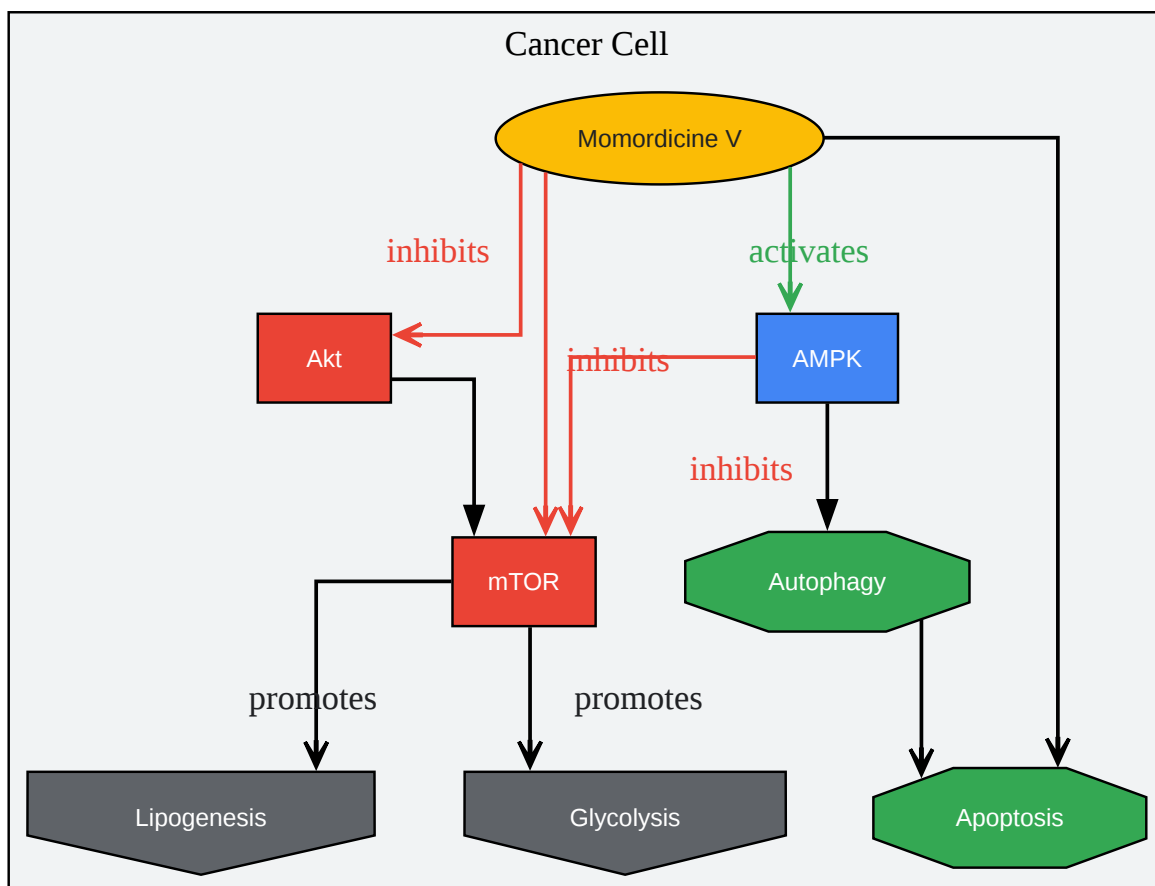 Cancer Cell
Momordicine V
inhibits
activates
Akt
inhibits
AMPK
inhibits
mTOR
Autophagy
promotes
promotes
Lipogenesis
Glycolysis
Apoptosis